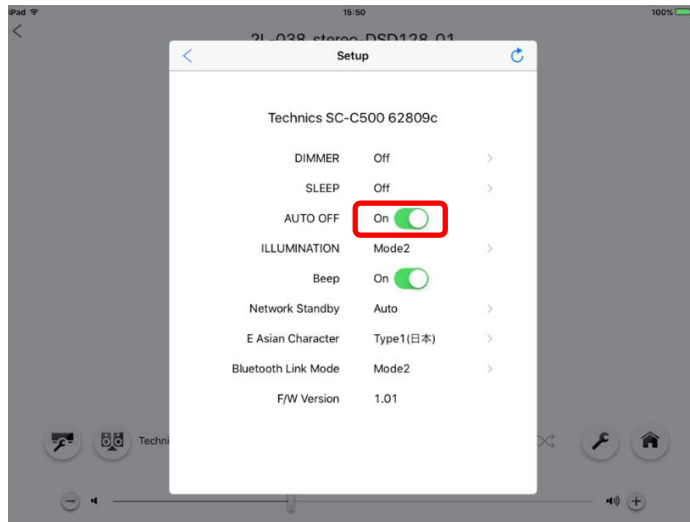 iPad 15:50 100%
2L-038_stereo-DSD128_01
Setup
Technics SC-C500 62809c
DIMMER Off
SLEEP Off
AUTO OFF On
ILLUMINATION Mode2
Beep On
Network Standby Auto
E Asian Character Type1(日本)
Bluetooth Link Mode Mode2
F/W Version 1.01
Techni